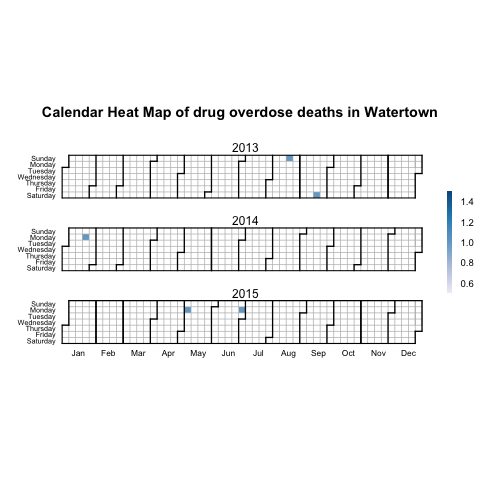 Calendar Heat Map of drug overdose deaths in Watertown
2013
Sunday
Monday
Tuesday
Wednesday
Thursday
Friday
Saturday
2014
Sunday
Monday
Tuesday
Wednesday
Thursday
Friday
Saturday
2015
Sunday
Monday
Tuesday
Wednesday
Thursday
Friday
Saturday
Jan Feb Mar Apr May Jun Jul Aug Sep Oct Nov Dec
1.4
1.2
1.0
0.8
0.6